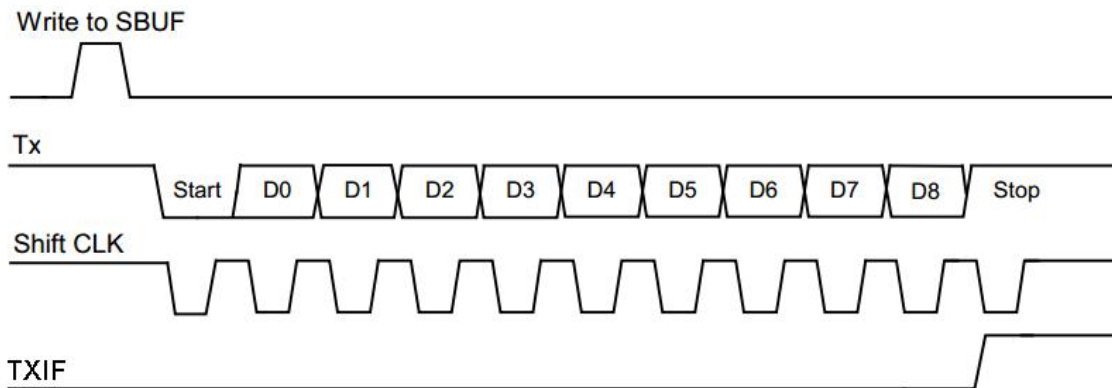 Write to SBUF
Tx
Start D0 D1 D2 D3 D4 D5 D6 D7 D8 Stop
Shift CLK
TXIF